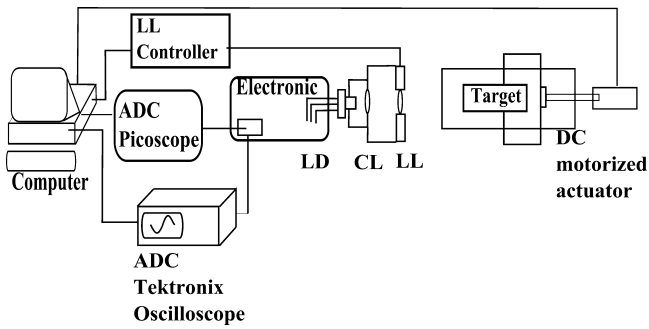 LL
Controller
Electronic
ADC
Picoscope
Target
LD
CL
LL
DC
motorized
actuator
Computer
ADC
Tektronix
Oscilloscope